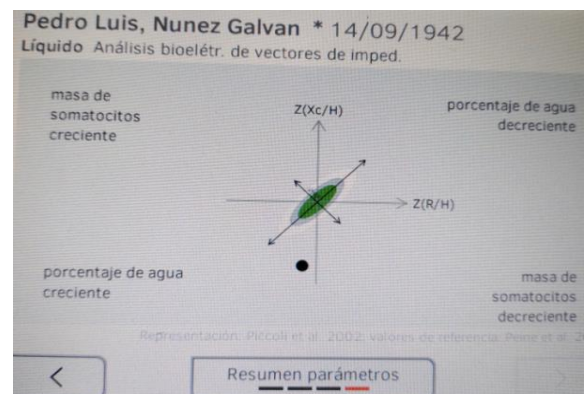 Pedro Luis, Nunez Galvan * 14/09/1942
Líquido Análisis bioelétr. de vectores de imped.
masa de
somatocitos
creciente
Z(Xc/H)
porcentaje de agua
decreciente
Z(R/H)
porcentaje de agua
creciente
masa de
somatocitos
decreciente
Representación: Piccoli et al. 2002; valores de referencia: Peine et al.
< Resumen parámetros >